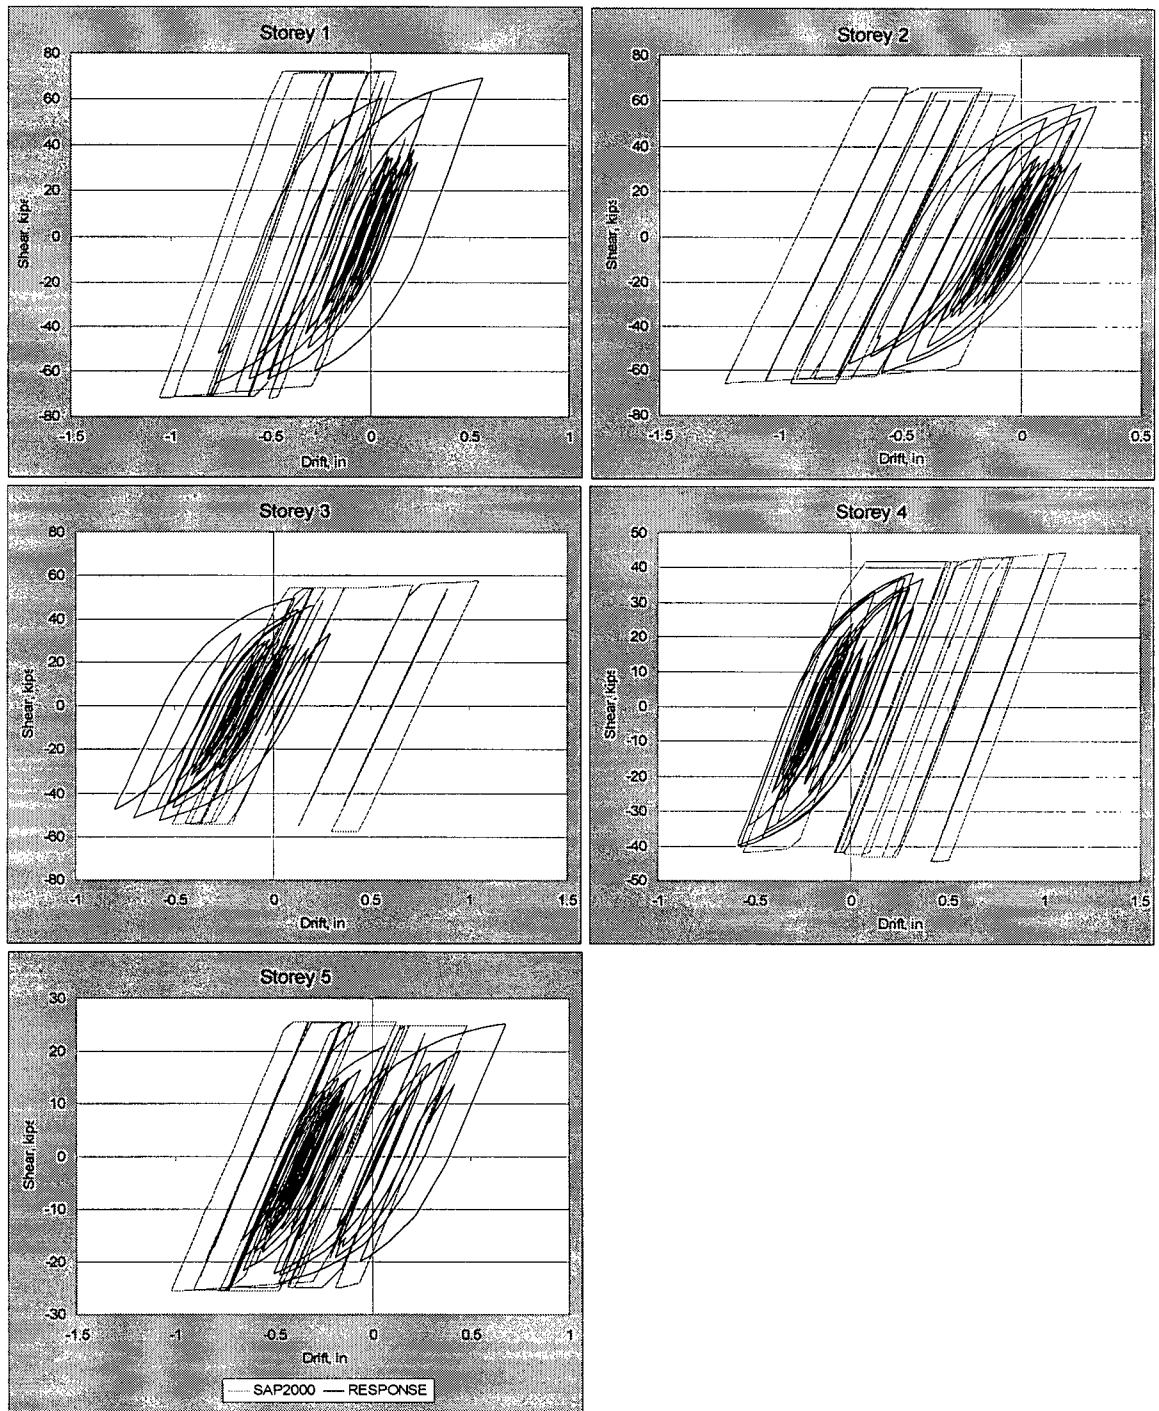 Storey 1
80
60
40
20
0
-20
-40
-60
-80
Shear, kips
-1.5 -1 -0.5 0 0.5 1
Drift, in
Storey 2
80
60
40
20
0
-20
-40
-60
-80
Shear, kips
-1.5 -1 -0.5 0 0.5
Drift, in
Storey 3
80
60
40
20
0
-20
-40
-60
-80
Shear, kips
-1 -0.5 0 0.5 1 1.5
Drift, in
Storey 4
50
40
30
20
10
0
-10
-20
-30
-40
-50
Shear, kips
-1 -0.5 0 0.5 1 1.5
Drift, in
Storey 5
30
20
10
0
-10
-20
-30
Shear, kips
-1.5 -1 -0.5 0 0.5 1
Drift, in
SAP2000 RESPONSE